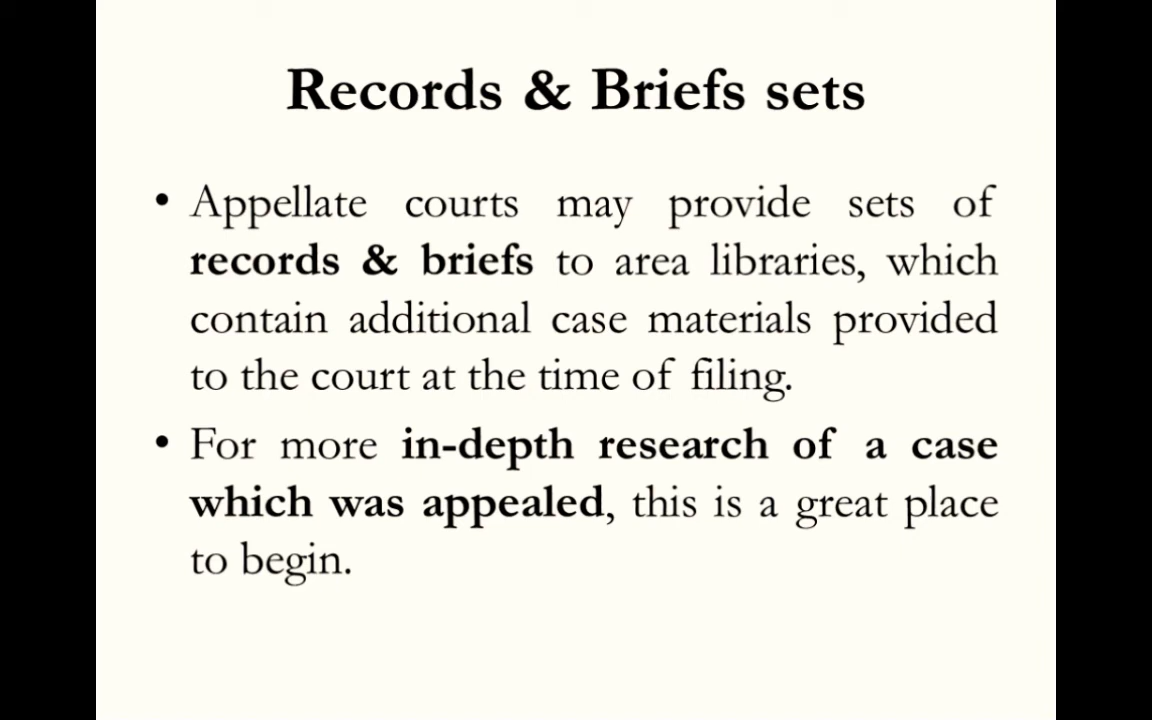 Records & Briefs sets
• Appellate courts may provide sets of
records & briefs to area libraries, which
contain additional case materials provided
to the court at the time of filing.
• For more in-depth research of a case
which was appealed, this is a great place
to begin.